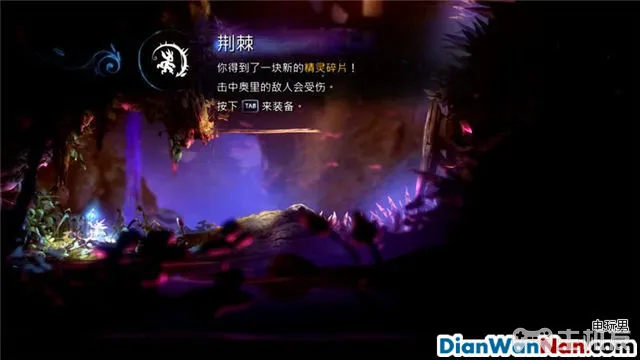 荆棘
你得到了一块新的精灵碎片！
击中奥里的敌人会受伤。
按下 TAB 来装备。
电玩男
DianWanNan.com